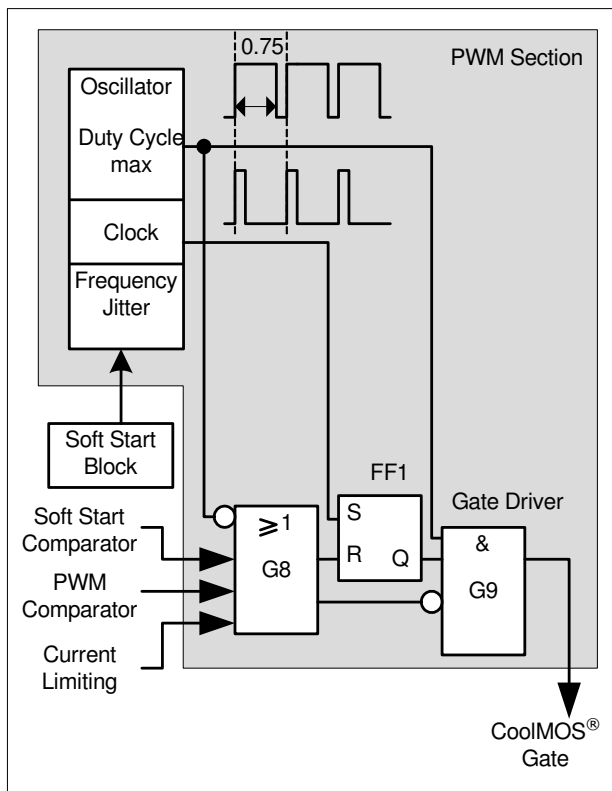 0.75
PWM Section
Oscillator
Duty Cycle
max
Clock
Frequency
Jitter
Soft Start
Block
FF1
Gate Driver
Soft Start
Comparator
PWM
Comparator
Current
Limiting
≥1
G8
S
R
Q
&
G9
CoolMOS®
Gate